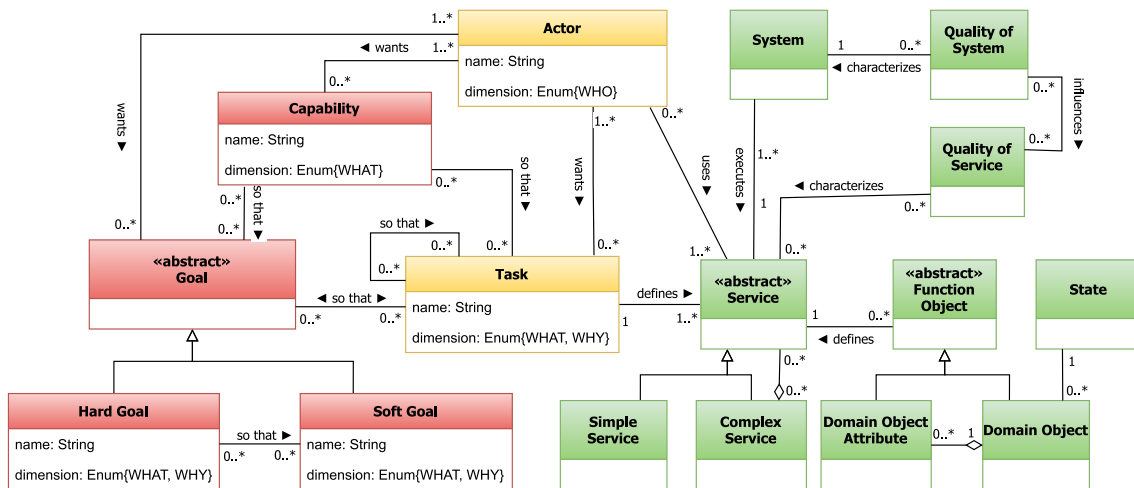 1..*
Actor
System
Quality of
System
1
0..*
◄ wants
1..*
name: String
dimension: Enum{WHO}
◄ characterizes
0..*
influences ►
0..*
Capability
name: String
dimension: Enum{WHAT}
wants ►
0..*
1..*
0..*
1..*
Quality of
Service
0..*
so that ►
wants ►
uses ►
executes ►
◄ characterizes
0..*
0..*
so that ►
0..*
0..*
1
0..*
0..*
1..*
0..*
so that ►
0..*
0..*
0..*
«abstract»
Goal
Task
name: String
dimension: Enum{WHAT, WHY}
◄ so that ►
0..*
0..*
defines ►
1
1..*
«abstract»
Service
«abstract»
Function
Object
State
1
0..*
◄ defines
0..*
0..*
1
0..*
Hard Goal
name: String
dimension: Enum{WHAT, WHY}
so that ►
0..*
0..*
Soft Goal
name: String
dimension: Enum{WHAT, WHY}
Simple
Service
Complex
Service
Domain Object
Attribute
0..*
1
Domain Object